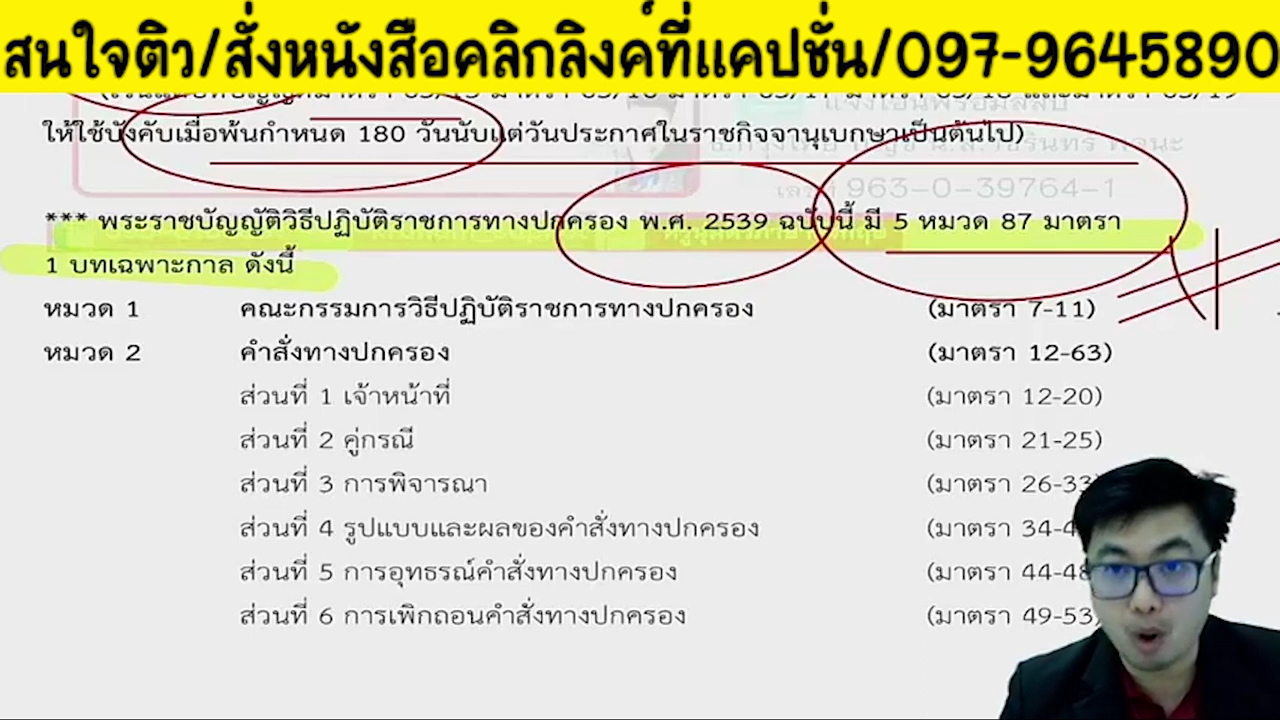 สนใจติว/สั่งหนังสือคลิกลิงค์ที่แคปชั่น/097-9645890
ให้ใช้บังคับเมื่อพ้นกำหนด 180 วันนับแต่วันประกาศในราชกิจจานุเบกษาเป็นต้นไป)
963-0-39764-1
*** พระราชบัญญัติวิธีปฏิบัติราชการทางปกครอง พ.ศ. 2539 ฉบับนี้ มี 5 หมวด 87 มาตรา
1 บทเฉพาะกาล ดังนี้
หมวด 1 คณะกรรมการวิธีปฏิบัติราชการทางปกครอง (มาตรา 7-11)
หมวด 2 คำสั่งทางปกครอง (มาตรา 12-63)
ส่วนที่ 1 เจ้าหน้าที่ (มาตรา 12-20)
ส่วนที่ 2 คู่กรณี (มาตรา 21-25)
ส่วนที่ 3 การพิจารณา (มาตรา 26-33)
ส่วนที่ 4 รูปแบบและผลของคำสั่งทางปกครอง (มาตรา 34-4
ส่วนที่ 5 การอุทธรณ์คำสั่งทางปกครอง (มาตรา 44-48
ส่วนที่ 6 การเพิกถอนคำสั่งทางปกครอง (มาตรา 49-53)